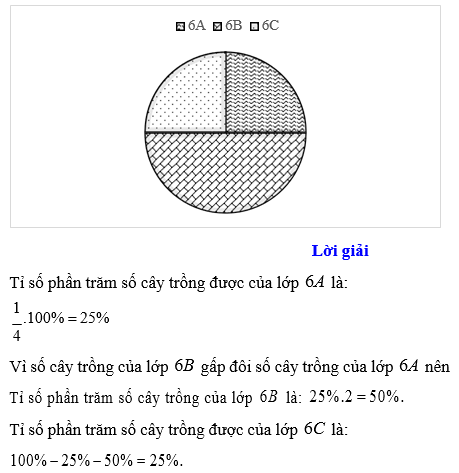 6A 6B 6C
Lời giải
Tỉ số phần trăm số cây trồng được của lớp 6A là:
1/4 .100% = 25%
Vì số cây trồng của lớp 6B gấp đôi số cây trồng của lớp 6A nên
Tỉ số phần trăm số cây trồng của lớp 6B là: 25%.2 = 50%.
Tỉ số phần trăm số cây trồng được của lớp 6C là:
100% − 25% − 50% = 25%.